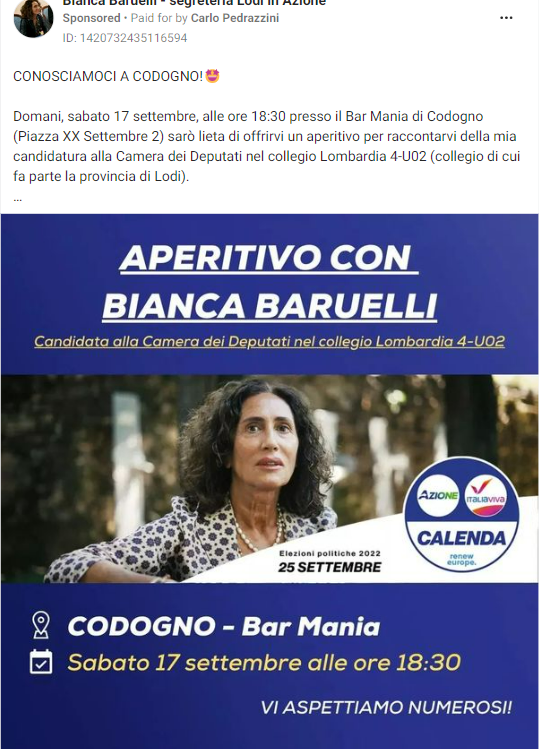 Bianca Baruelli - segreteria Lodi in Azione
Sponsored • Paid for by Carlo Pedrazzini
ID: 1420732435116594
CONOSCIAMOCI A CODOGNO!🤩
Domani, sabato 17 settembre, alle ore 18:30 presso il Bar Mania di Codogno
(Piazza XX Settembre 2) sarò lieta di offrirvi un aperitivo per raccontarvi della mia
candidatura alla Camera dei Deputati nel collegio Lombardia 4-U02 (collegio di cui
fa parte la provincia di Lodi).
...
APERITIVO CON
BIANCA BARUELLI
Candidata alla Camera dei Deputati nel collegio Lombardia 4-U02
AZIONE
ITALIAVIVA
CALENDA
renew
europe.
Elezioni politiche 2022
25 SETTEMBRE
CODOGNO - Bar Mania
Sabato 17 settembre alle ore 18:30
VI ASPETTIAMO NUMEROSI!